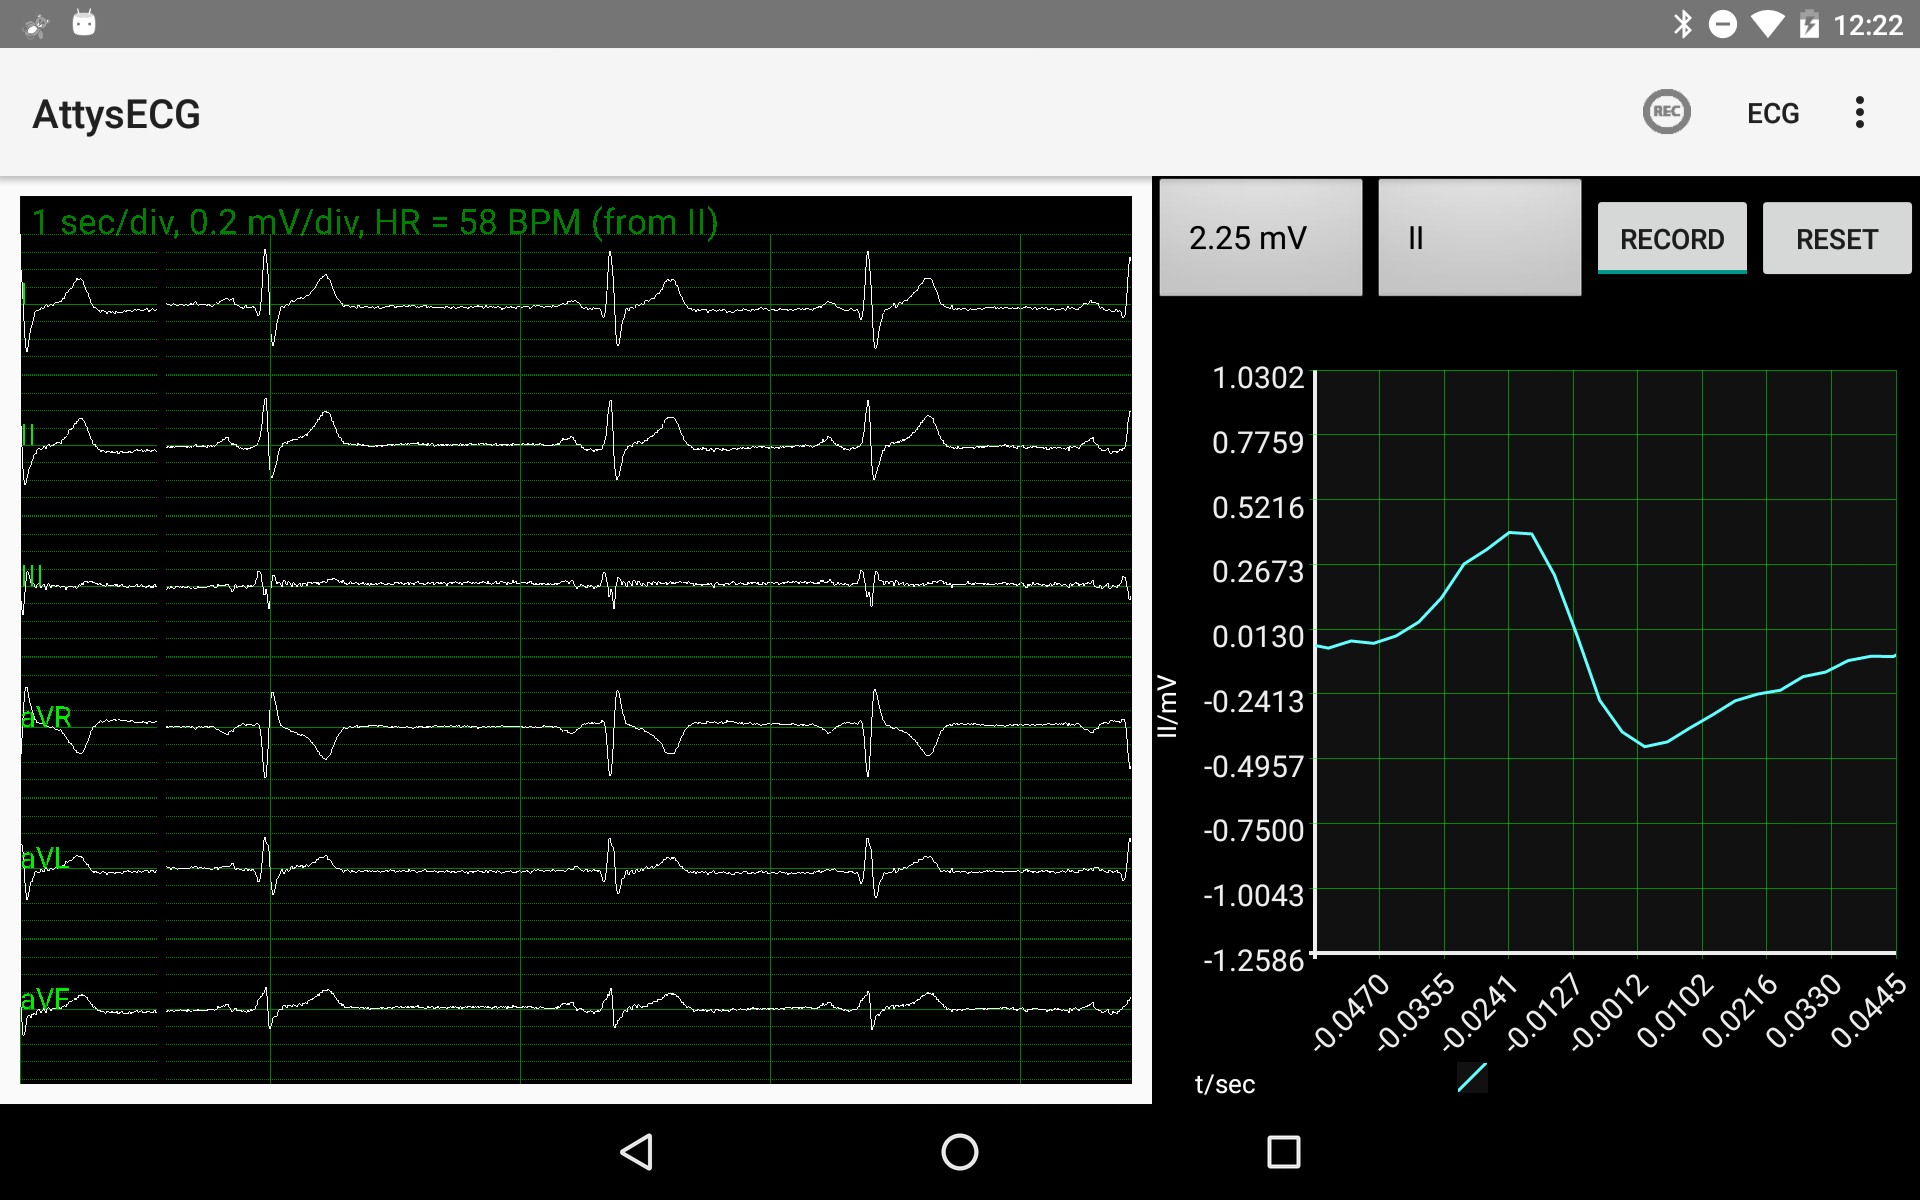 12:22
AttysECG
REC
ECG
1 sec/div, 0.2 mV/div, HR = 58 BPM (from II)
I
II
III
aVR
aVL
aVF
2.25 mV
II
RECORD
RESET
1.0302
0.7759
0.5216
0.2673
0.0130
-0.2413
-0.4957
-0.7500
-1.0043
-1.2586
II/mV
-0.0470
-0.0355
-0.0241
-0.0127
-0.0012
0.0102
0.0216
0.0330
0.0445
t/sec